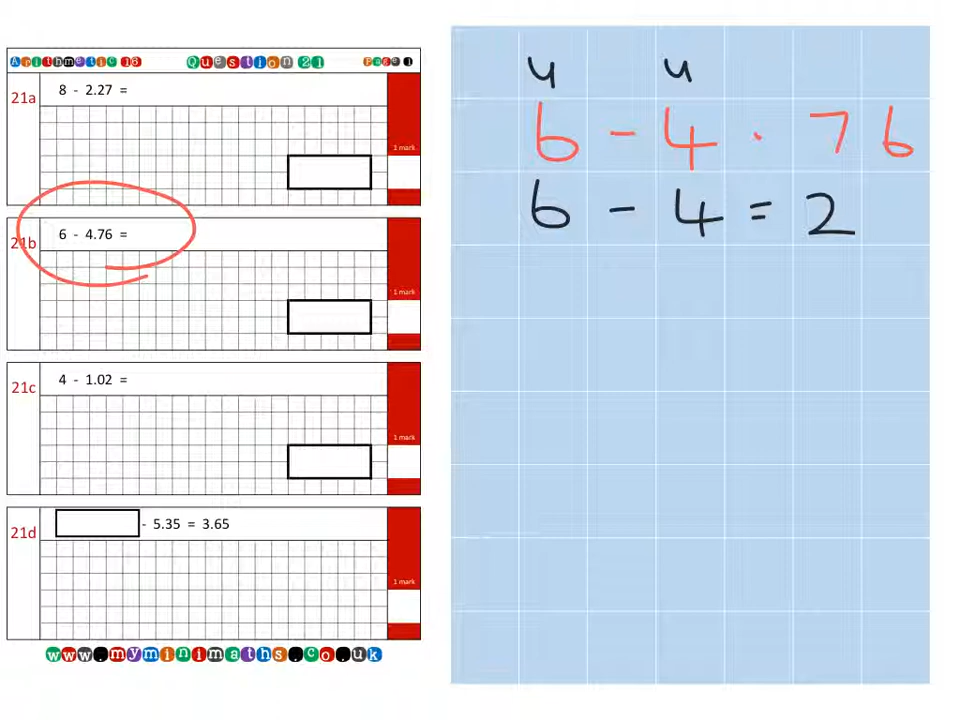 Arithmetic 18 Question 21 Page 1
21a 8 - 2.27 =
1 mark
21b 6 - 4.76 =
1 mark
21c 4 - 1.02 =
1 mark
21d - 5.35 = 3.65
1 mark
www.myminimaths.co.uk
u u
6 - 4 . 7 6
6 - 4 = 2